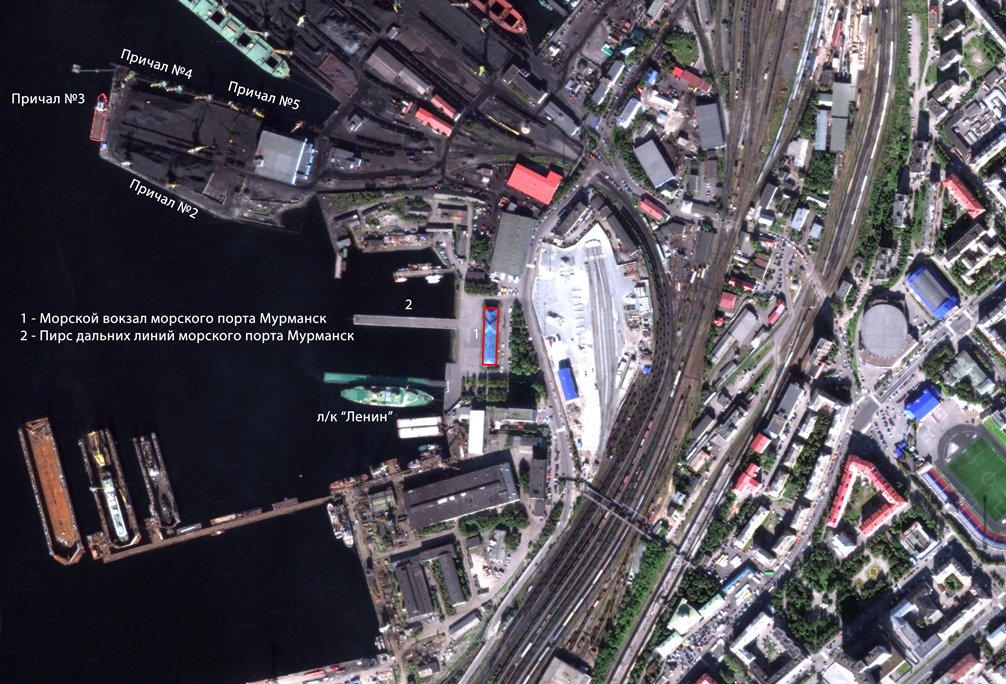 Причал №4
Причал №5
Причал №3
Причал №2
2
1 - Морской вокзал морского порта Мурманск
2 - Пирс дальних линий морского порта Мурманск
1
л/к "Ленин"